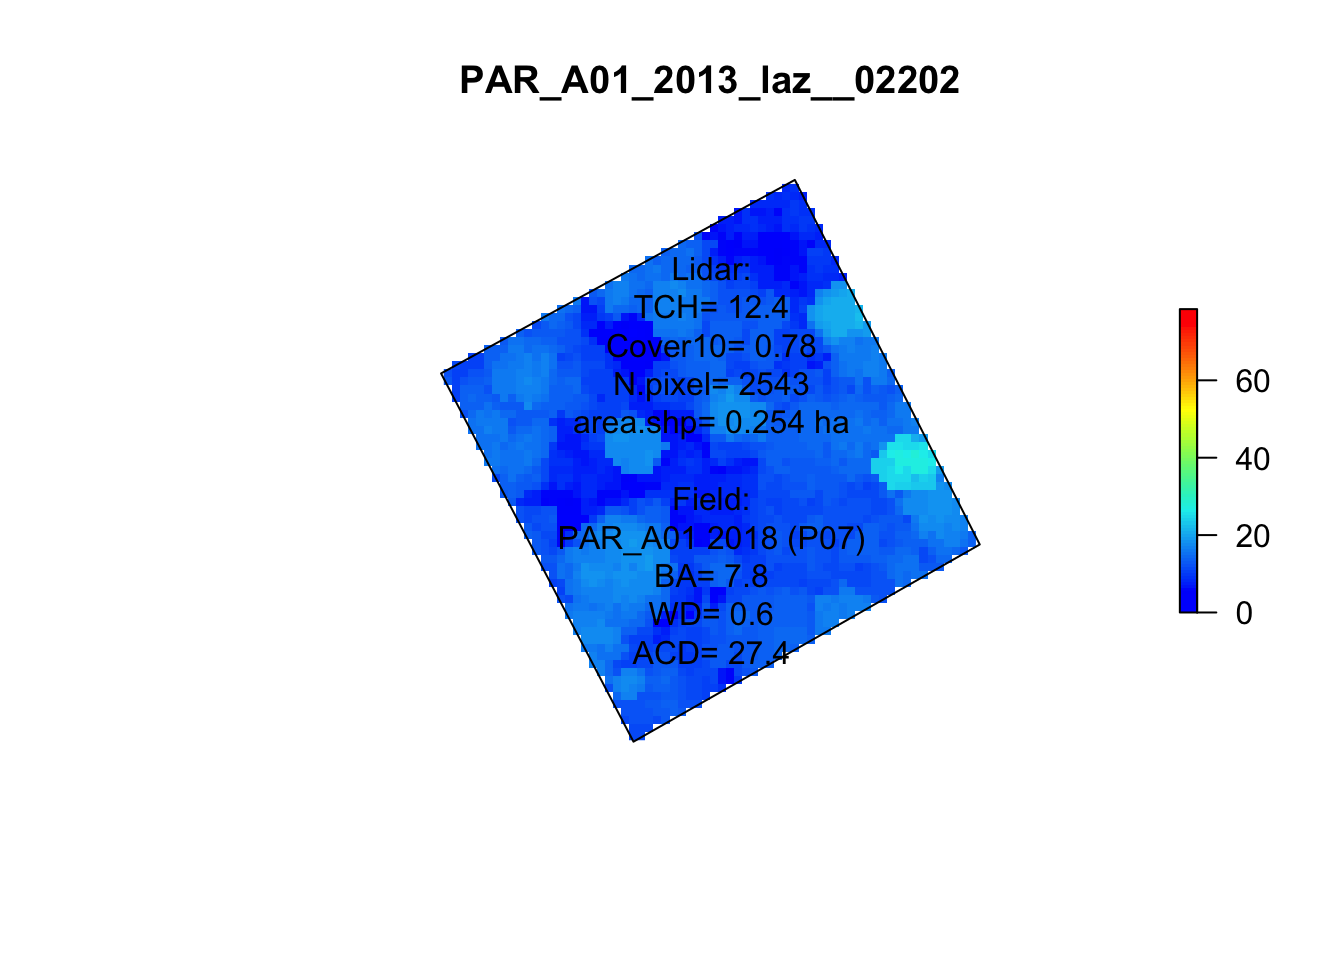 PAR_A01_2013_laz__02202
Lidar:
TCH= 12.4
Cover10= 0.78
N.pixel= 2543
area.shp= 0.254 ha
Field:
PAR_A01 2018 (P07)
BA= 7.8
WD= 0.6
ACD= 27.4
60
40
20
0